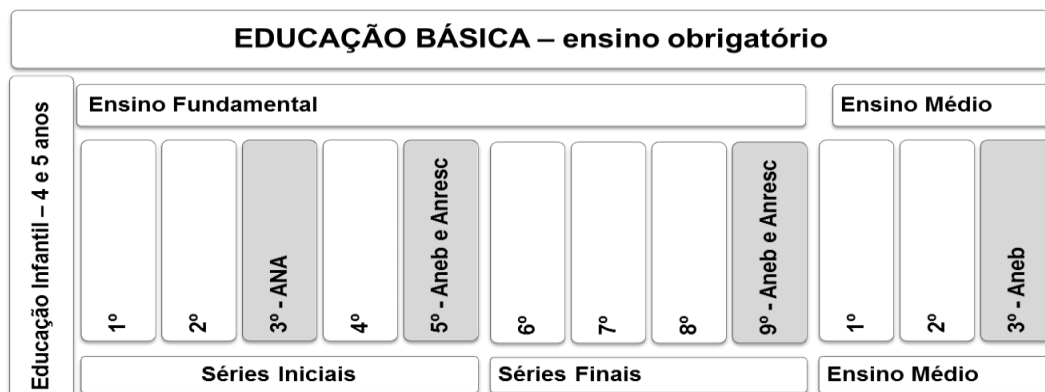 EDUCAÇÃO BÁSICA – ensino obrigatório
Educação Infantil – 4 e 5 anos
Ensino Fundamental
Ensino Médio
1º
2º
3º - ANA
4º
5º - Aneb e Anresc
6º
7º
8º
9º - Aneb e Anresc
1º
2º
3º - Aneb
Séries Iniciais
Séries Finais
Ensino Médio